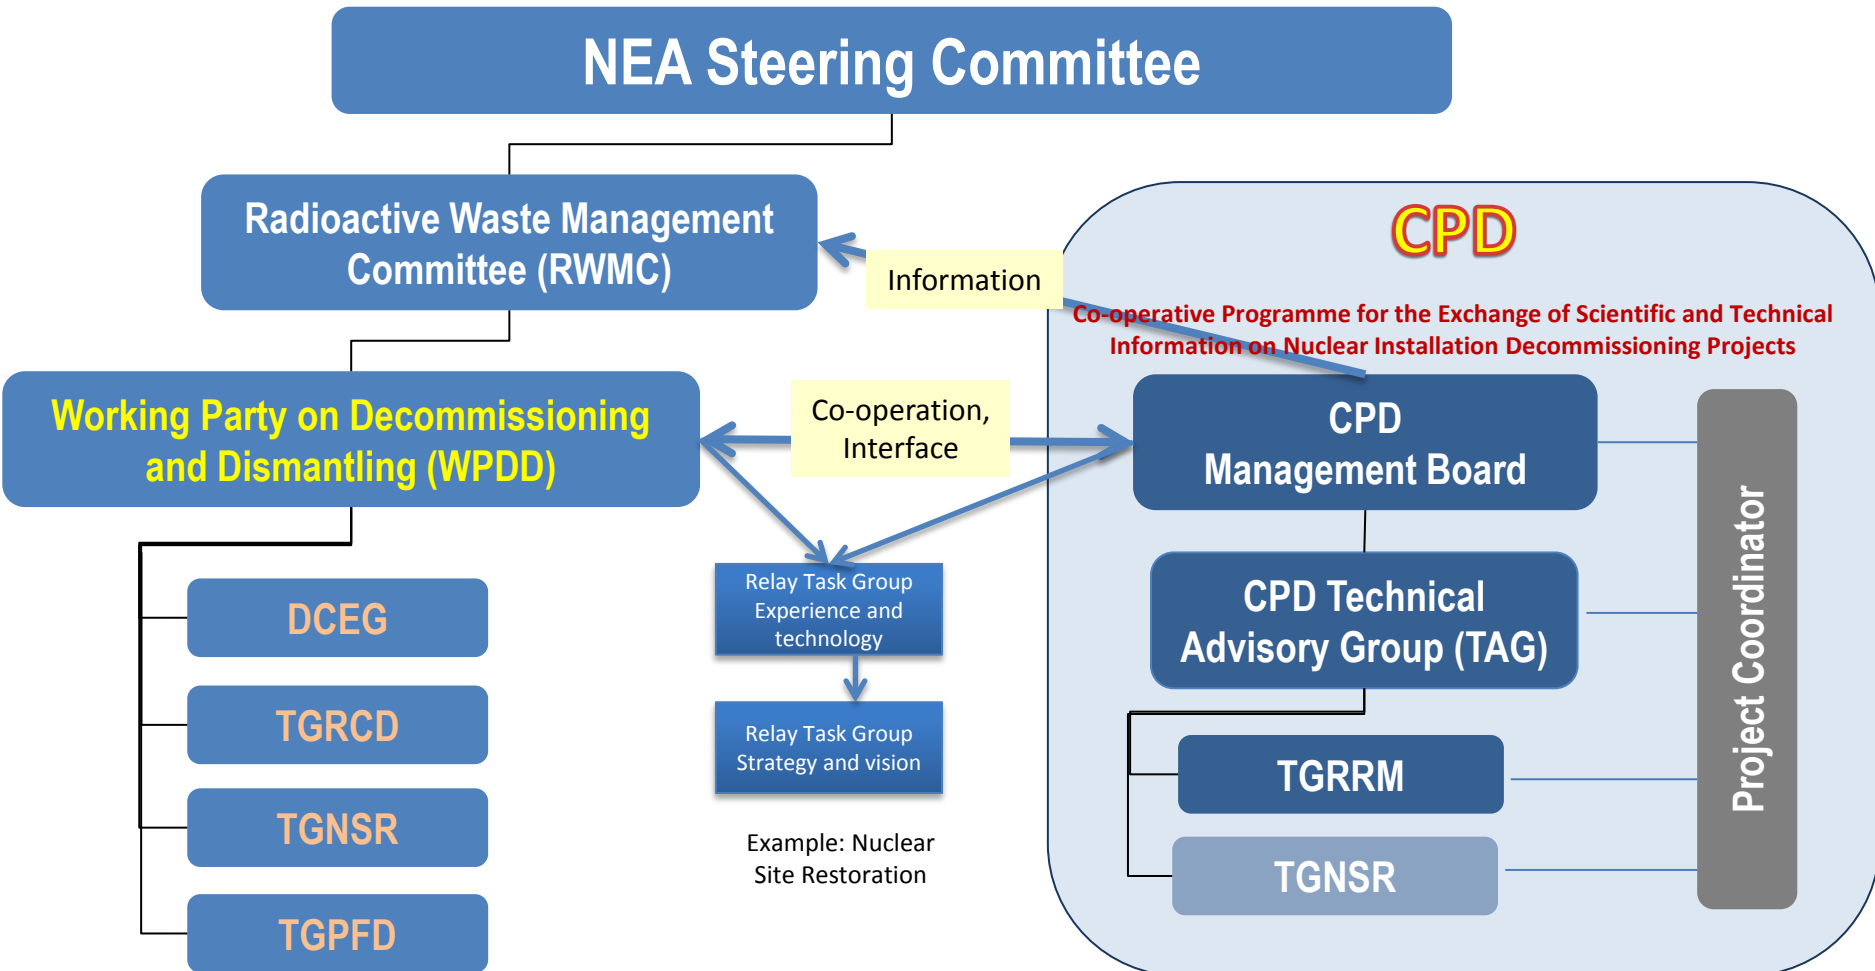 NEA Steering Committee
Radioactive Waste Management
Committee (RWMC)
Information
CPD
Co-operative Programme for the Exchange of Scientific and Technical
Information on Nuclear Installation Decommissioning Projects
Working Party on Decommissioning
and Dismantling (WPDD)
Co-operation,
Interface
CPD
Management Board
Project Coordinator
Relay Task Group
Experience and
technology
CPD Technical
Advisory Group (TAG)
DCEG
TGRCD
TGNSR
TGPFD
Relay Task Group
Strategy and vision
Example: Nuclear
Site Restoration
TGRRM
TGNSR